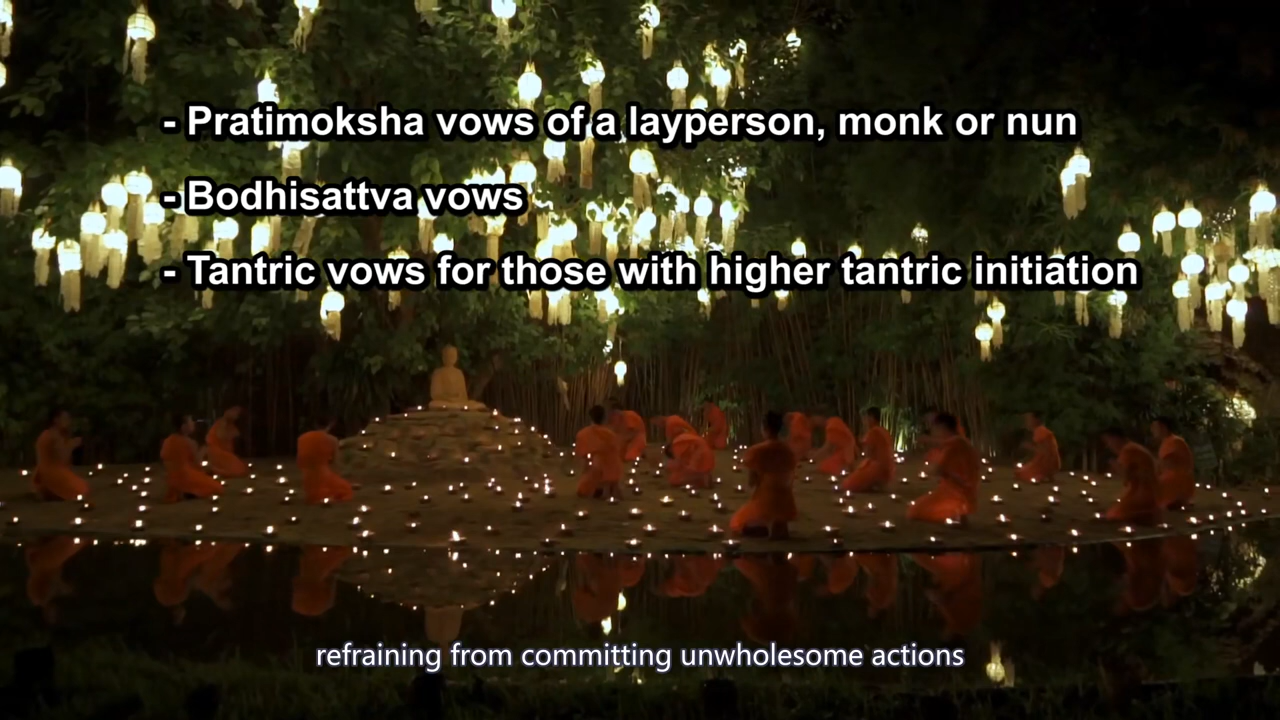 - Pratimoksha vows of a layperson, monk or nun
- Bodhisattva vows
- Tantric vows for those with higher tantric initiation
refraining from committing unwholesome actions